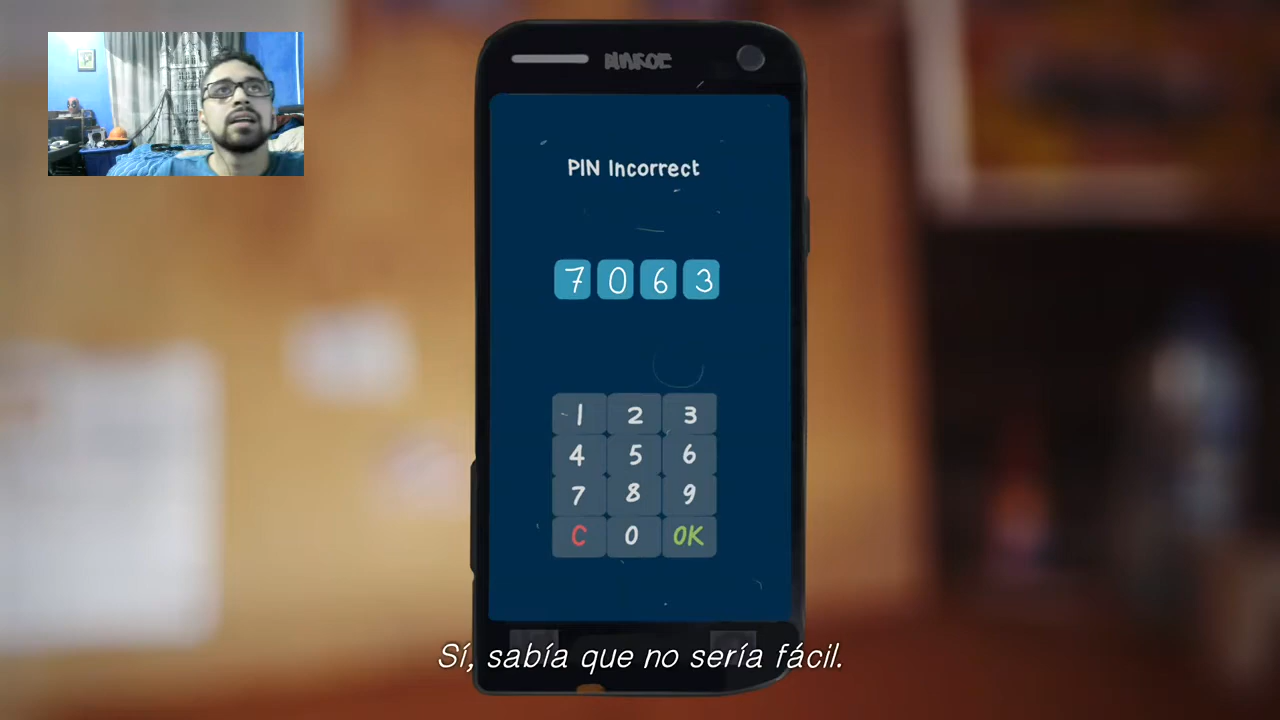 PIN Incorrect
7 0 6 3
1 2 3
4 5 6
7 8 9
C 0 OK
Sí, sabía que no sería fácil.